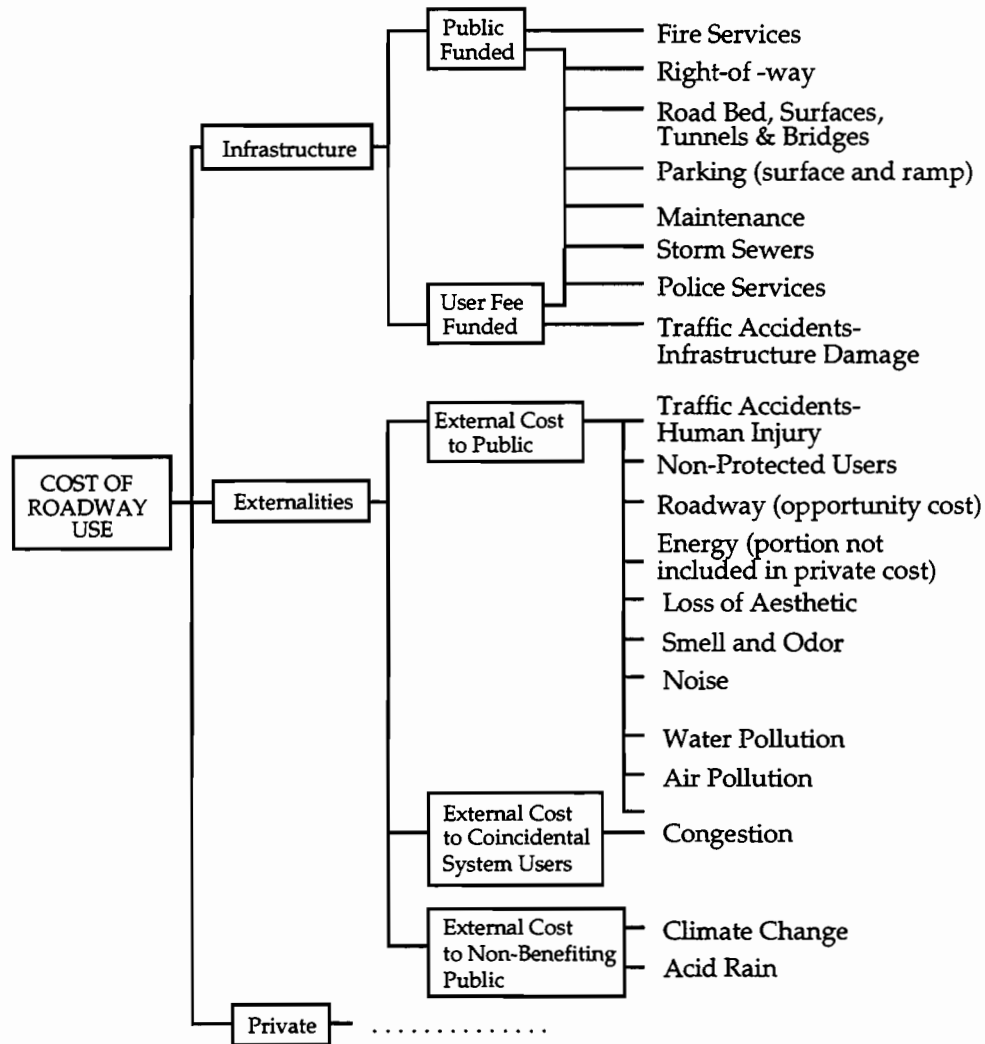 Public
Funded
Fire Services
Right-of -way
Road Bed, Surfaces,
Tunnels & Bridges
Infrastructure
Parking (surface and ramp)
Maintenance
Storm Sewers
Police Services
User Fee
Funded
Traffic Accidents-
Infrastructure Damage
External Cost
to Public
Traffic Accidents-
Human Injury
Non-Protected Users
COST OF
ROADWAY
USE
Externalities
Roadway (opportunity cost)
Energy (portion not
included in private cost)
Loss of Aesthetic
Smell and Odor
Noise
Water Pollution
Air Pollution
External Cost
to Coincidental
System Users
Congestion
External Cost
to Non-Benefiting
Public
Climate Change
Acid Rain
Private
. . . . . . . . . . . . . .